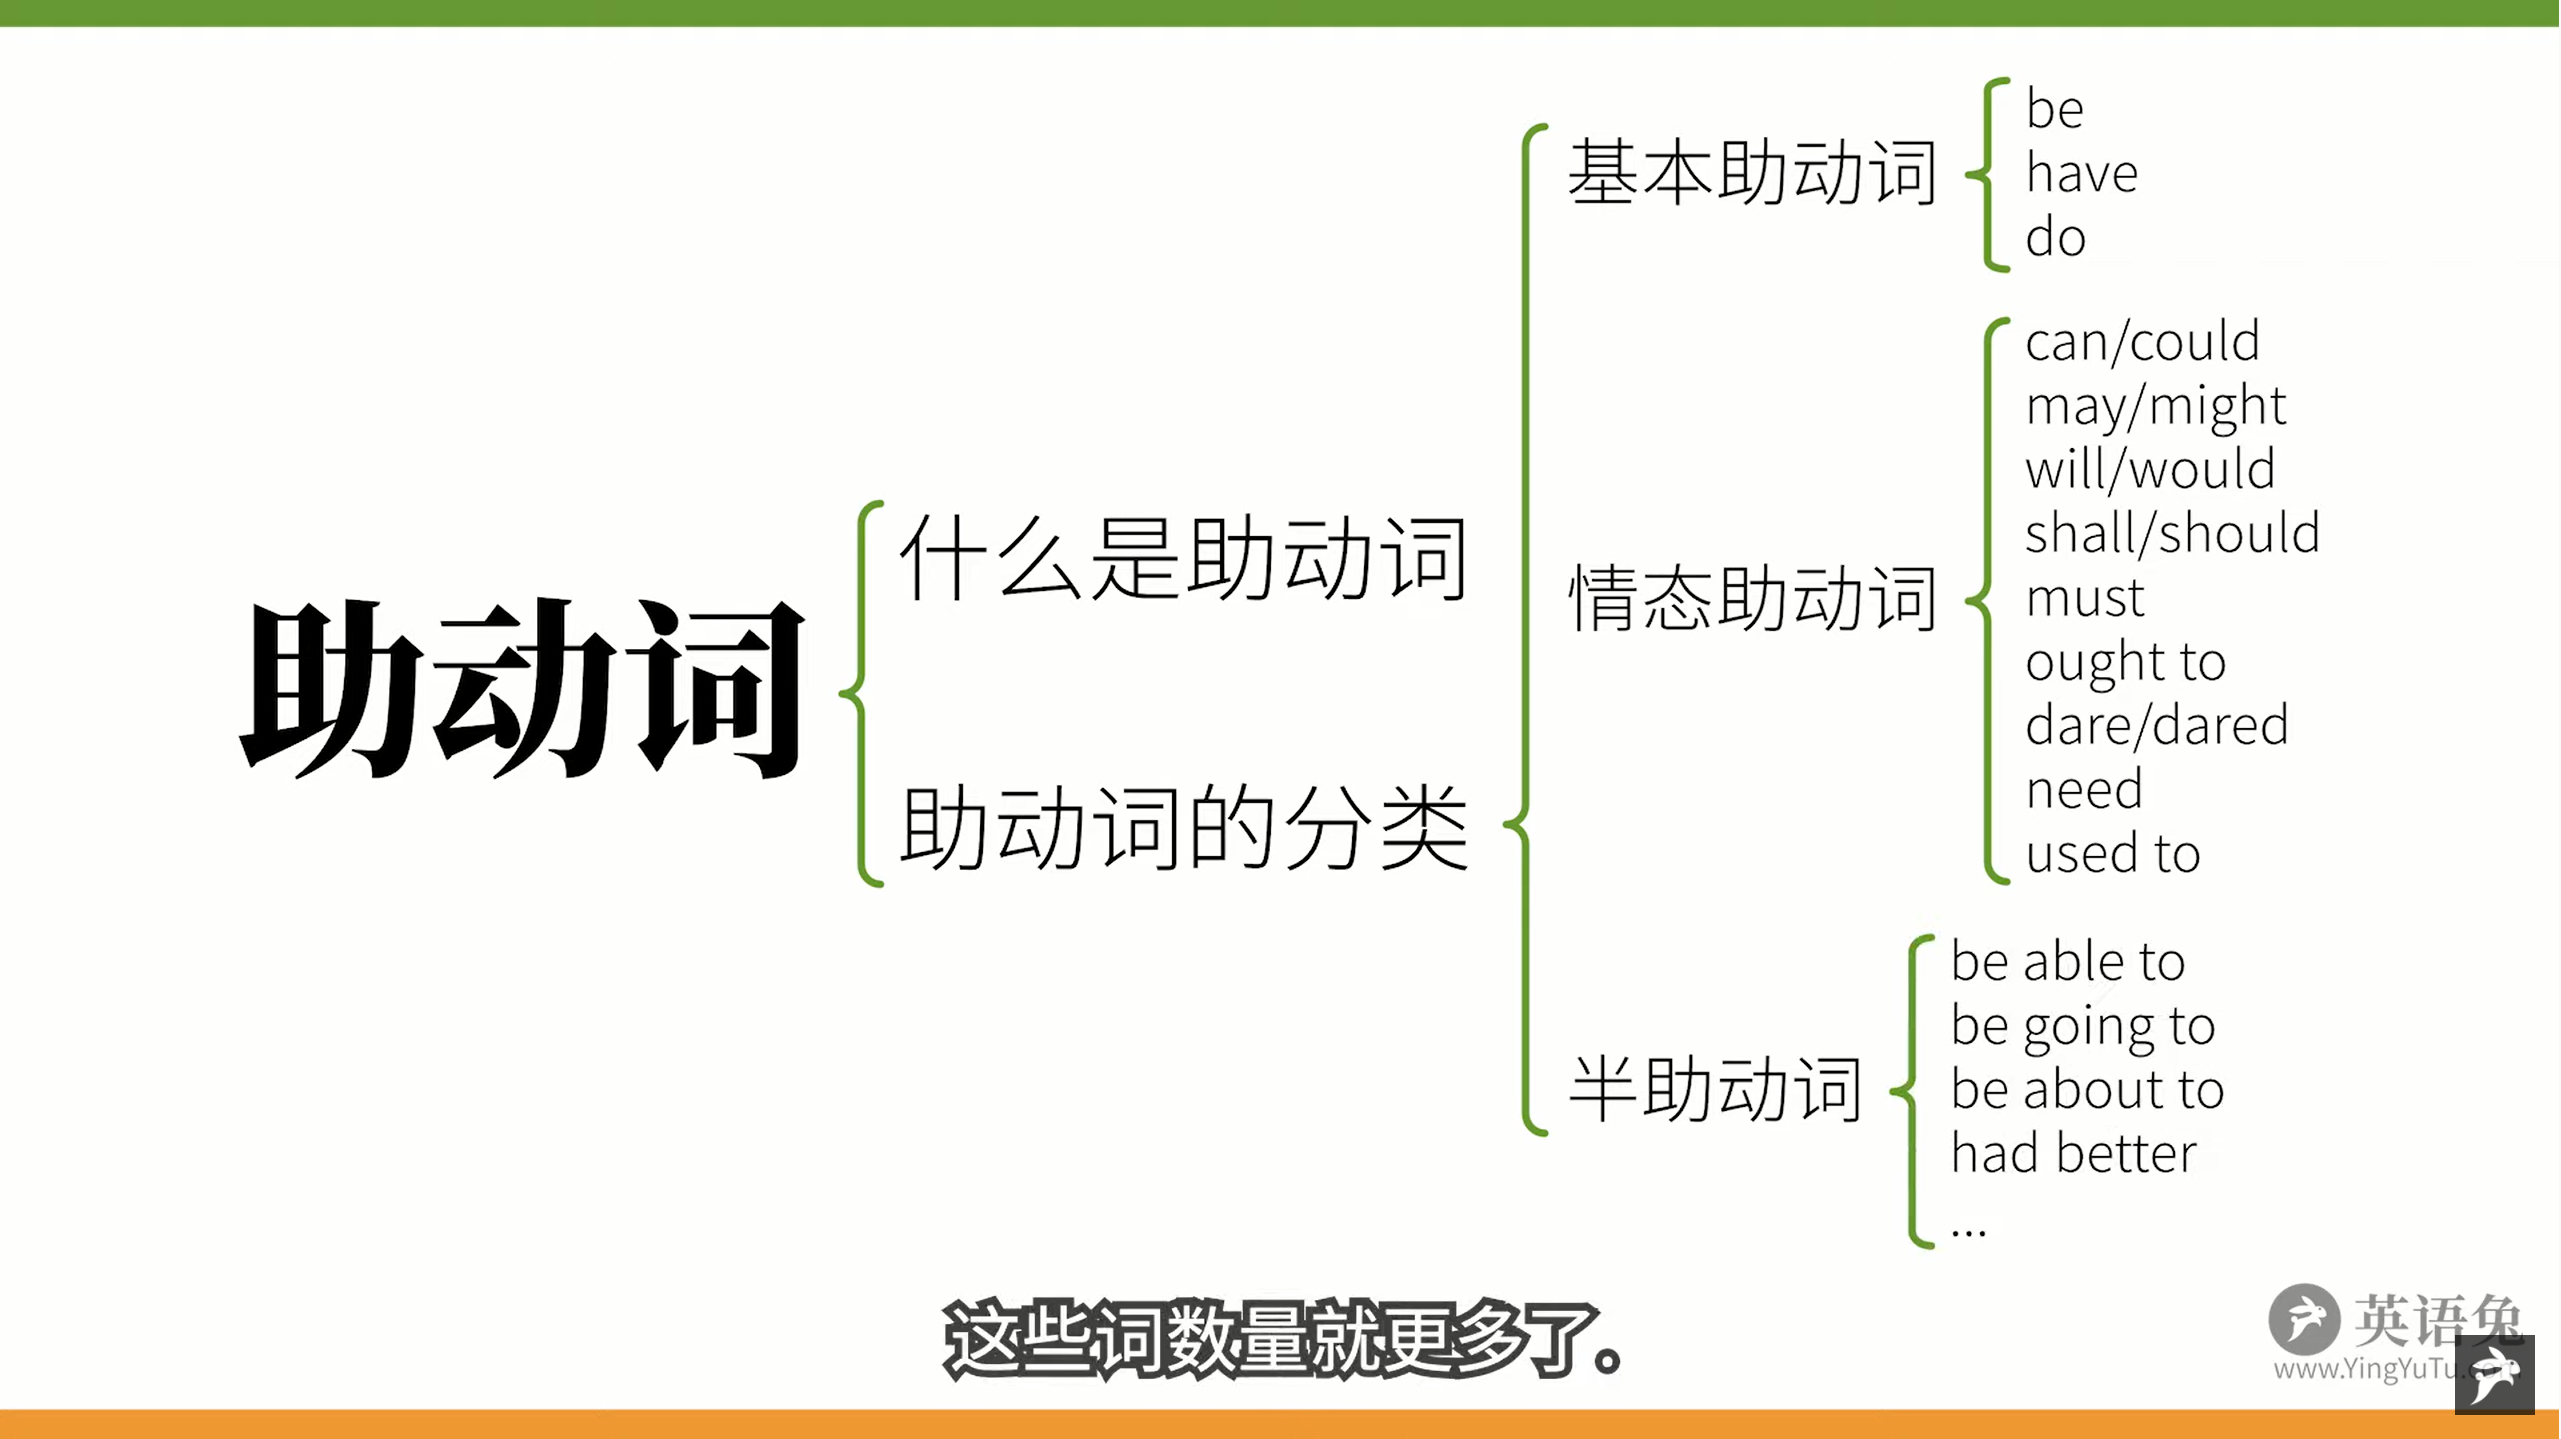 助动词
什么是助动词
助动词的分类
基本助动词
be
have
do
情态助动词
can/could
may/might
will/would
shall/should
must
ought to
dare/dared
need
used to
半助动词
be able to
be going to
be about to
had better
...
这些词数量就更多了。
英语兔
www.YingYuTu.com